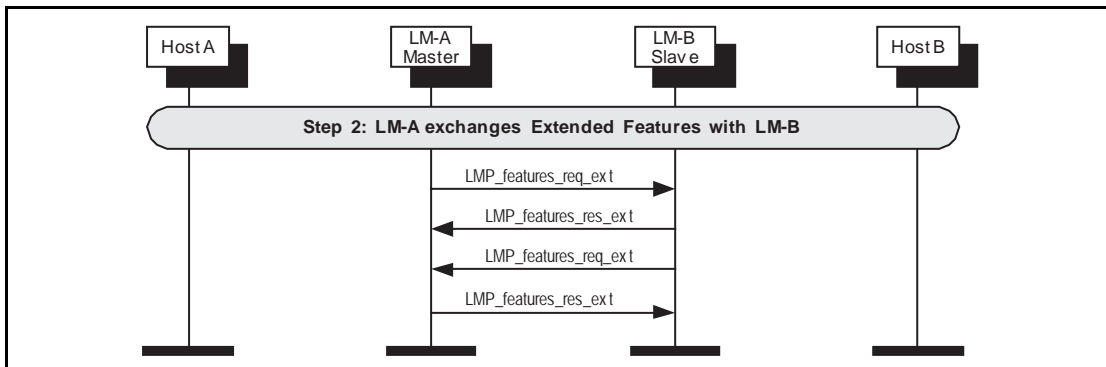 Host A
LM-A
Master
LM-B
Slave
Host B
Step 2: LM-A exchanges Extended Features with LM-B
LMP_features_req_ext
LMP_features_res_ext
LMP_features_req_ext
LMP_features_res_ext